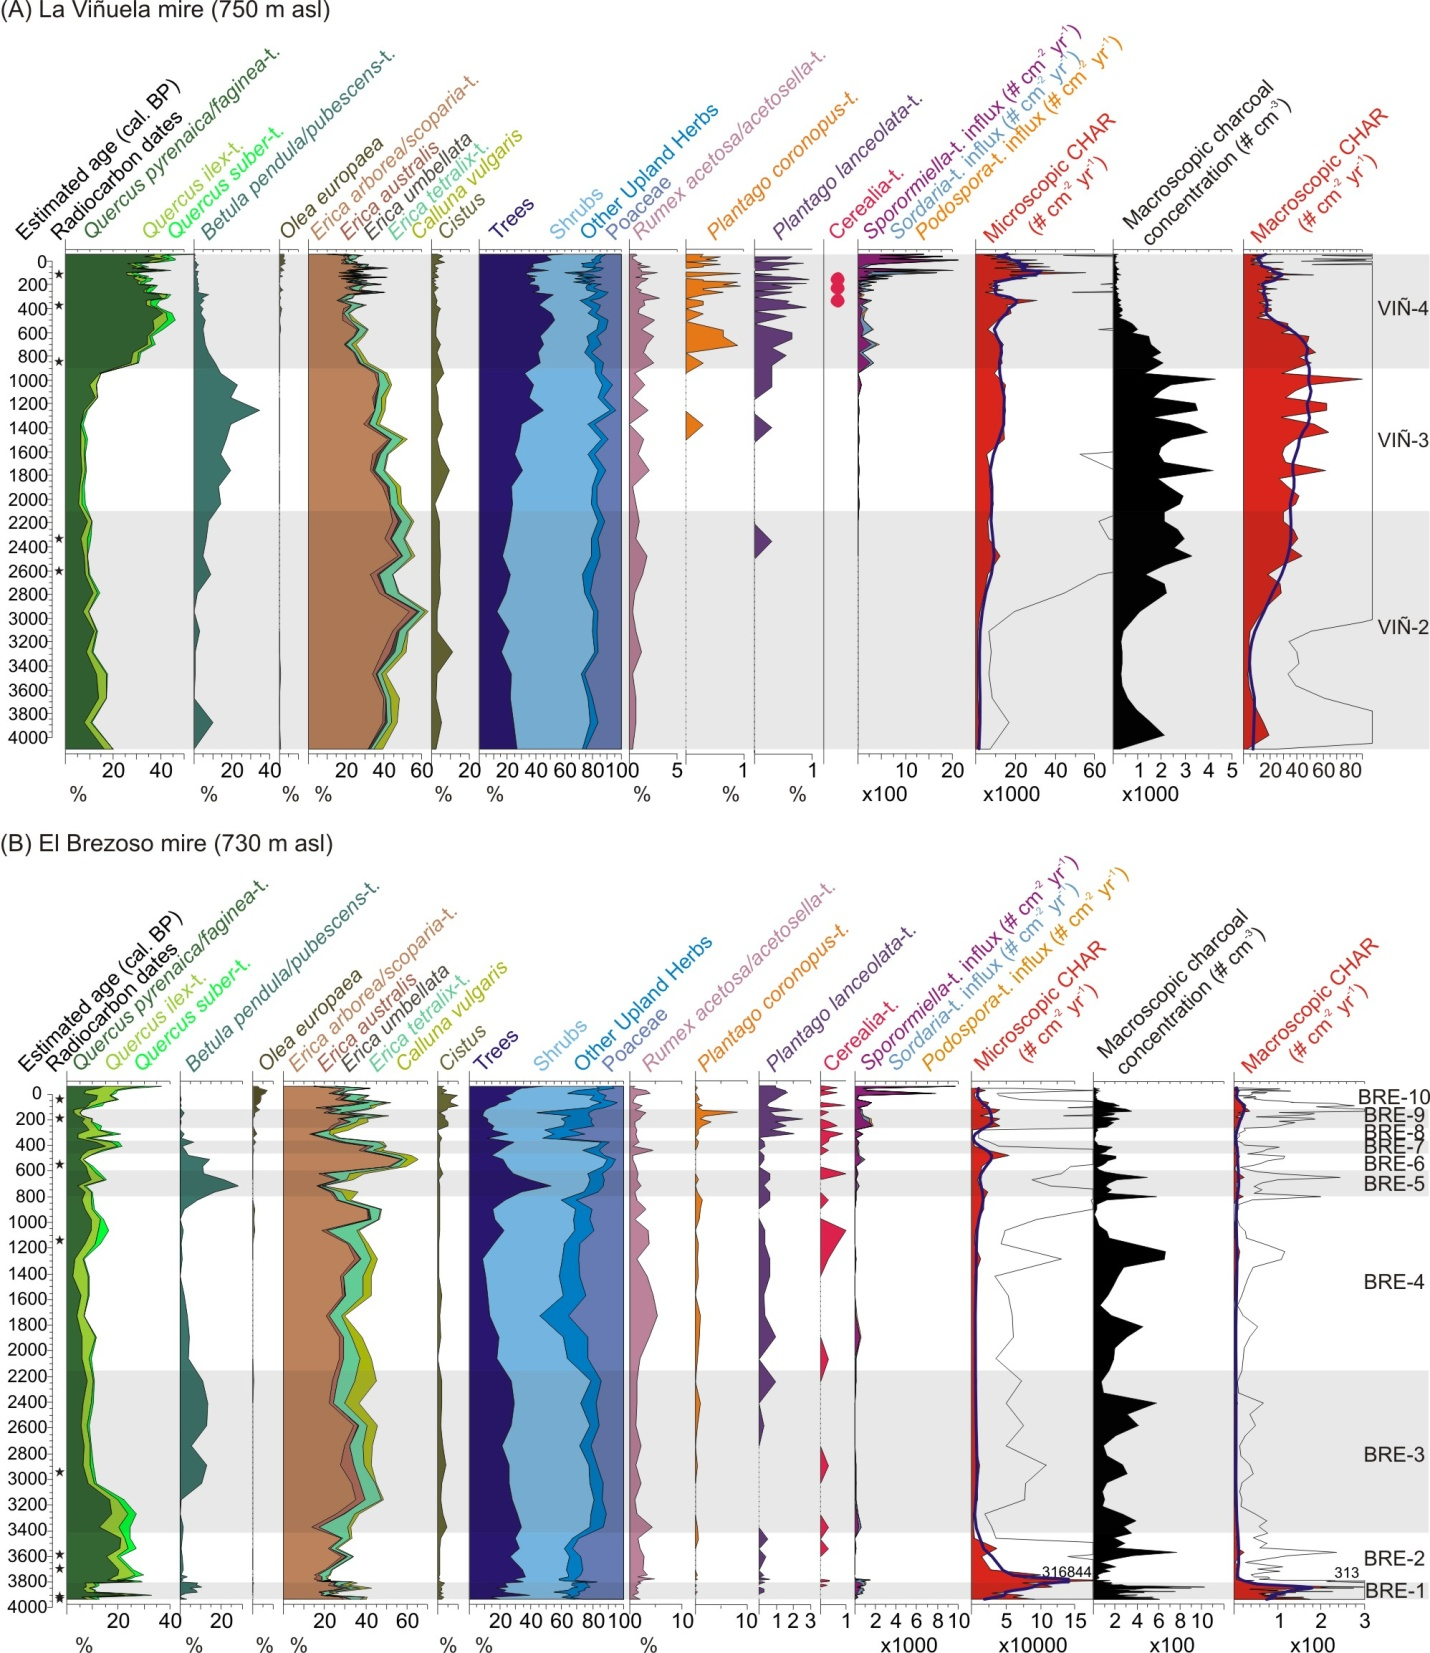 (A) La Viñuela mire (750 m asl)
Estimated age (cal. BP)
Radiocarbon dates
Quercus pyrenaica/faginea-t.
Quercus ilex-t.
Quercus suber-t.
Betula pendula/pubescens-t.
Olea europaea
Erica arborea/scoparia-t.
Erica australis
Erica umbellata
Erica tetralix-t.
Calluna vulgaris
Cistus
Trees
Shrubs
Other Upland Herbs
Poaceae
Rumex acetosa/acetosella-t.
Plantago coronopus-t.
Plantago lanceolata-t.
Cerealia-t.
Sporormiella-t. influx (# cm-2 yr-1)
Sordaria-t. influx (# cm-2 yr-1)
Podospora-t. influx (# cm-2 yr-1)
Microscopic CHAR
(# cm-2 yr-1)
Macroscopic charcoal
concentration (# cm-3)
Macroscopic CHAR
(# cm-2 yr-1)
0
200
400
600
800
1000
1200
1400
1600
1800
2000
2200
2400
2600
2800
3000
3200
3400
3600
3800
4000
VIÑ-4
VIÑ-3
VIÑ-2
20 40 20 40 20 40 60 20 20 40 60 80 100 5 1 1 10 20 20 40 60 1 2 3 4 5 20 40 60 80
% % % % % % % % % x100 x1000 x1000
(B) El Brezoso mire (730 m asl)
Estimated age (cal. BP)
Radiocarbon dates
Quercus pyrenaica/faginea-t.
Quercus ilex-t.
Quercus suber-t.
Betula pendula/pubescens-t.
Olea europaea
Erica arborea/scoparia-t.
Erica australis
Erica umbellata
Erica tetralix-t.
Calluna vulgaris
Cistus
Trees
Shrubs
Other Upland Herbs
Poaceae
Rumex acetosa/acetosella-t.
Plantago coronopus-t.
Plantago lanceolata-t.
Cerealia-t.
Sporormiella-t. influx (# cm-2 yr-1)
Sordaria-t. influx (# cm-2 yr-1)
Podospora-t. influx (# cm-2 yr-1)
Microscopic CHAR
(# cm-2 yr-1)
Macroscopic charcoal
concentration (# cm-3)
Macroscopic CHAR
(# cm-2 yr-1)
0
200
400
600
800
1000
1200
1400
1600
1800
2000
2200
2400
2600
2800
3000
3200
3400
3600
3800
4000
BRE-10
BRE-9
BRE-8
BRE-7
BRE-6
BRE-5
BRE-4
BRE-3
BRE-2
BRE-1
316844
313
20 40 20 20 40 60 20 40 60 80 100 10 10 1 2 3 1 2 4 6 8 10 5 10 15 2 4 6 8 10 1 2 3
% % % % % % % x1000 x10000 x100 x100